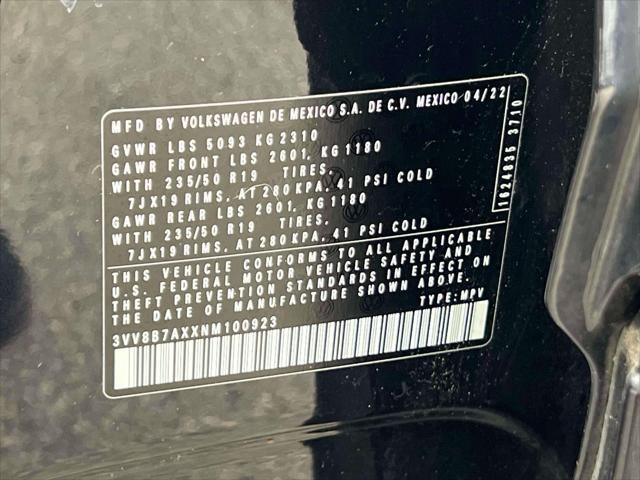 MFD BY VOLKSWAGEN DE MEXICO S.A. DE C.V. MEXICO 04/22
GVWR LBS 5093 KG 2310
GAWR FRONT LBS 2601, KG 1180
WITH 235/50 R19 TIRES.
7JX19 RIMS. AT 280 KPA, 41 PSI COLD
GAWR REAR LBS 2601, KG 1180
WITH 235/50 R19 TIRES.
7JX19 RIMS. AT 280 KPA, 41 PSI COLD
THIS VEHICLE CONFORMS TO ALL APPLICABLE
U.S. FEDERAL MOTOR VEHICLE SAFETY AND
THEFT PREVENTION STANDARDS IN EFFECT ON
THE DATE OF MANUFACTURE SHOWN ABOVE.
TYPE: MPV
3VV8B7AXXNM100923
1624835 3710